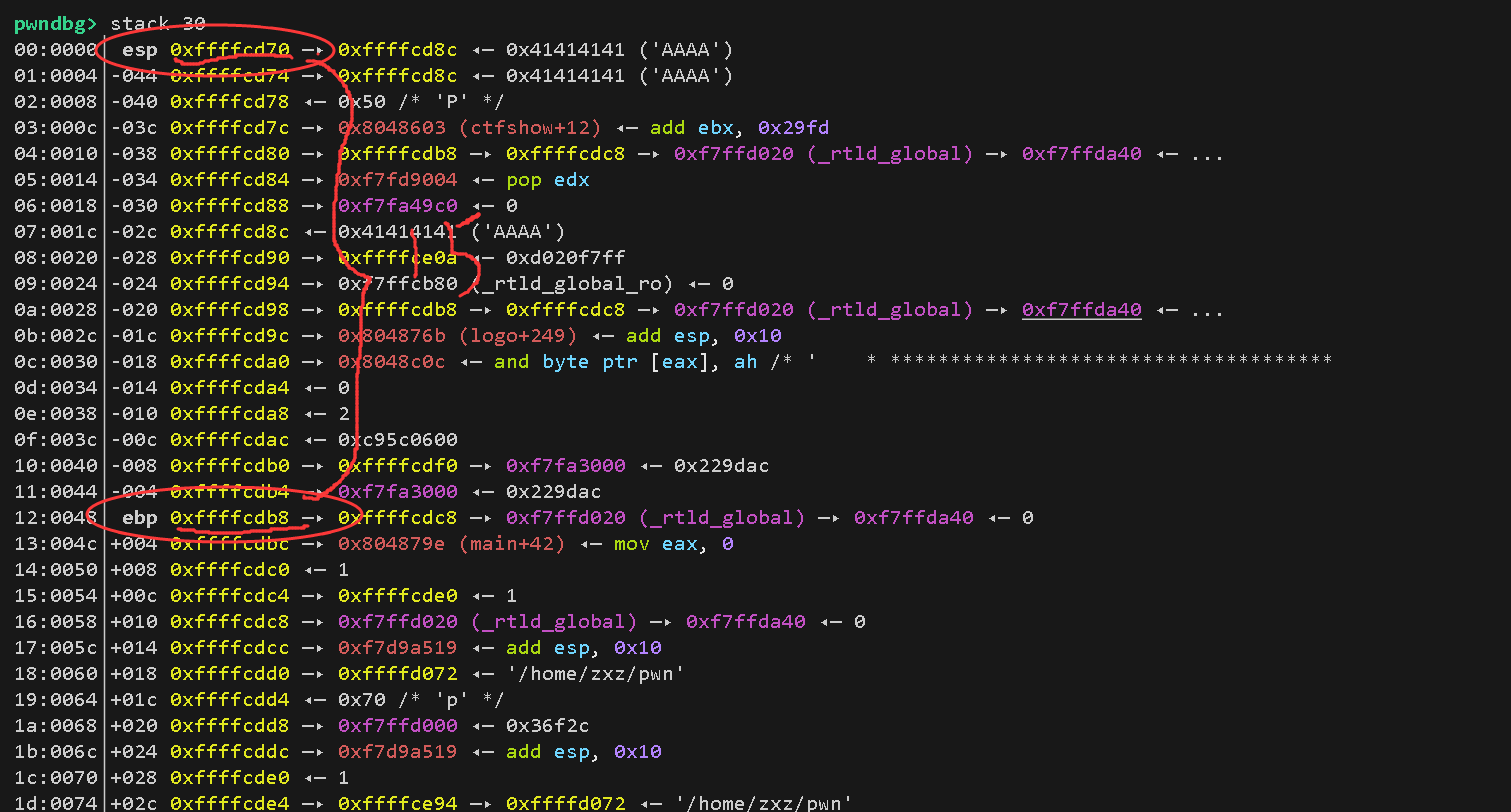 pwndbg> stack 30
00:0000│ esp 0xffffcd70 —▸ 0xffffcd8c ◂— 0x41414141 ('AAAA')
01:0004│-044 0xffffcd74 —▸ 0xffffcd8c ◂— 0x41414141 ('AAAA')
02:0008│-040 0xffffcd78 ◂— 0x50 /* 'P' */
03:000c│-03c 0xffffcd7c —▸ 0x8048603 (ctfshow+12) ◂— add ebx, 0x29fd
04:0010│-038 0xffffcd80 —▸ 0xffffcdb8 —▸ 0xffffcdc8 —▸ 0xf7ffd020 (_rtld_global) —▸ 0xf7ffda40 ◂— ...
05:0014│-034 0xffffcd84 —▸ 0xf7fd9004 ◂— pop edx
06:0018│-030 0xffffcd88 —▸ 0xf7fa49c0 ◂— 0
07:001c│-02c 0xffffcd8c ◂— 0x41414141 ('AAAA')
08:0020│-028 0xffffcd90 —▸ 0xffffce0a ◂— 0xd020f7ff
09:0024│-024 0xffffcd94 —▸ 0xf7ffcb80 (_rtld_global_ro) ◂— 0
0a:0028│-020 0xffffcd98 —▸ 0xffffcdb8 —▸ 0xffffcdc8 —▸ 0xf7ffd020 (_rtld_global) —▸ 0xf7ffda40 ◂— ...
0b:002c│-01c 0xffffcd9c —▸ 0x804876b (logo+249) ◂— add esp, 0x10
0c:0030│-018 0xffffcda0 —▸ 0x8048c0c ◂— and byte ptr [eax], ah /* '    * *************************************
0d:0034│-014 0xffffcda4 ◂— 0
0e:0038│-010 0xffffcda8 ◂— 2
0f:003c│-00c 0xffffcdac ◂— 0xc95c0600
10:0040│-008 0xffffcdb0 —▸ 0xffffcdf0 —▸ 0xf7fa3000 ◂— 0x229dac
11:0044│-004 0xffffcdb4 —▸ 0xf7fa3000 ◂— 0x229dac
12:0048│ ebp 0xffffcdb8 —▸ 0xffffcdc8 —▸ 0xf7ffd020 (_rtld_global) —▸ 0xf7ffda40 ◂— 0
13:004c│+004 0xffffcdbc —▸ 0x804879e (main+42) ◂— mov eax, 0
14:0050│+008 0xffffcdc0 ◂— 1
15:0054│+00c 0xffffcdc4 —▸ 0xffffcde0 ◂— 1
16:0058│+010 0xffffcdc8 —▸ 0xf7ffd020 (_rtld_global) —▸ 0xf7ffda40 ◂— 0
17:005c│+014 0xffffcdcc —▸ 0xf7d9a519 ◂— add esp, 0x10
18:0060│+018 0xffffcdd0 —▸ 0xffffd072 ◂— '/home/zxz/pwn'
19:0064│+01c 0xffffcdd4 ◂— 0x70 /* 'p' */
1a:0068│+020 0xffffcdd8 —▸ 0xf7ffd000 ◂— 0x36f2c
1b:006c│+024 0xffffcddc —▸ 0xf7d9a519 ◂— add esp, 0x10
1c:0070│+028 0xffffcde0 ◂— 1
1d:0074│+02c 0xffffcde4 —▸ 0xffffce94 —▸ 0xffffd072 ◂— '/home/zxz/pwn'
15